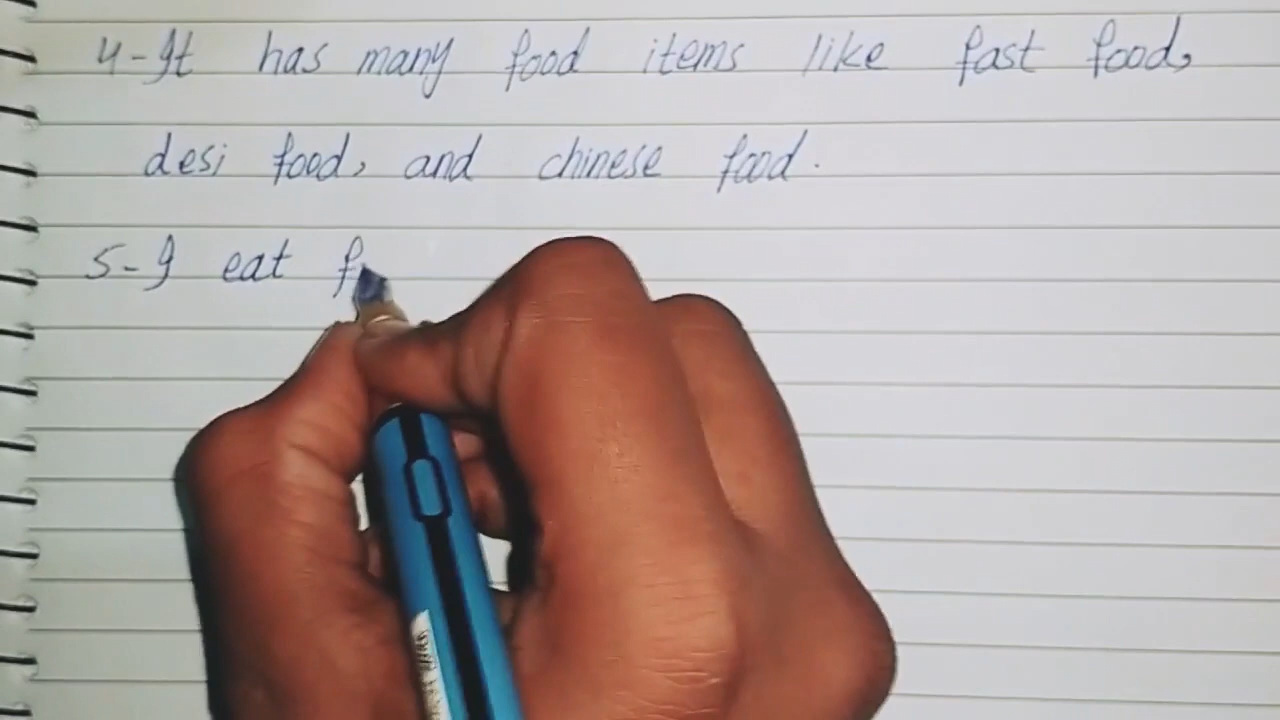 4-It has many food items like fast food,
desi food, and chinese food.
5-I eat f